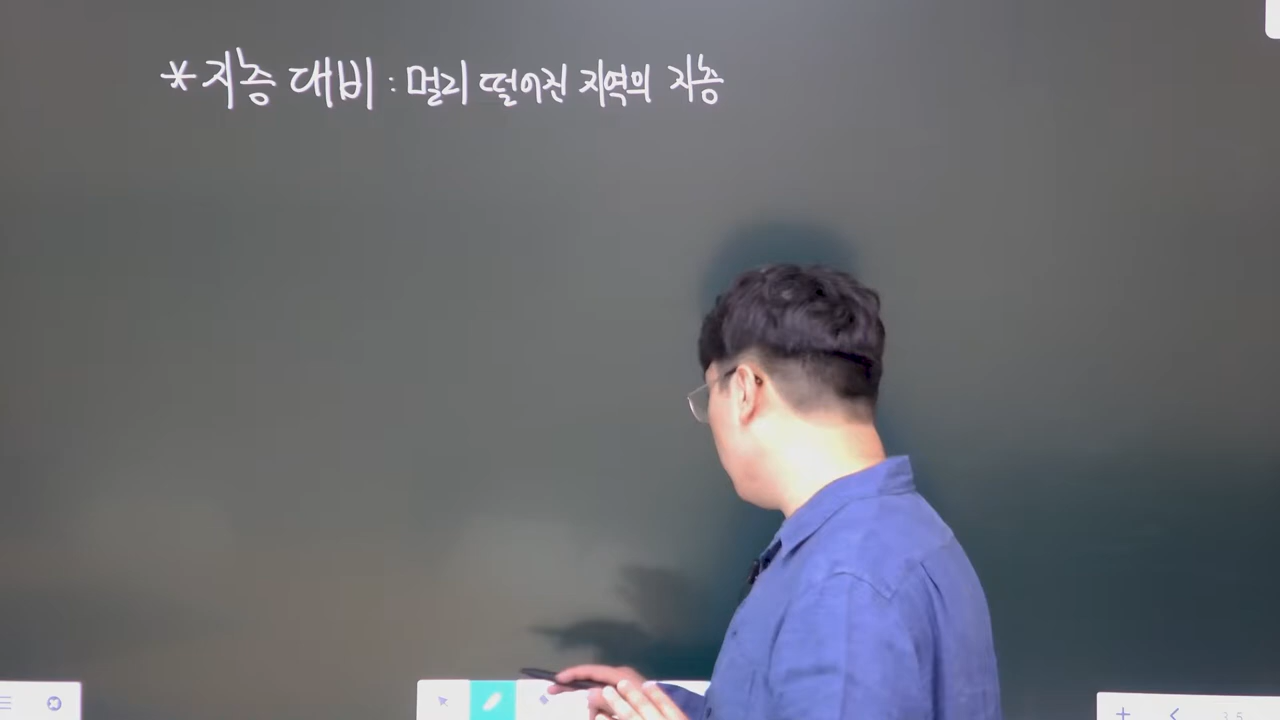 * 지층 대비 : 멀리 떨어진 지역의 지층